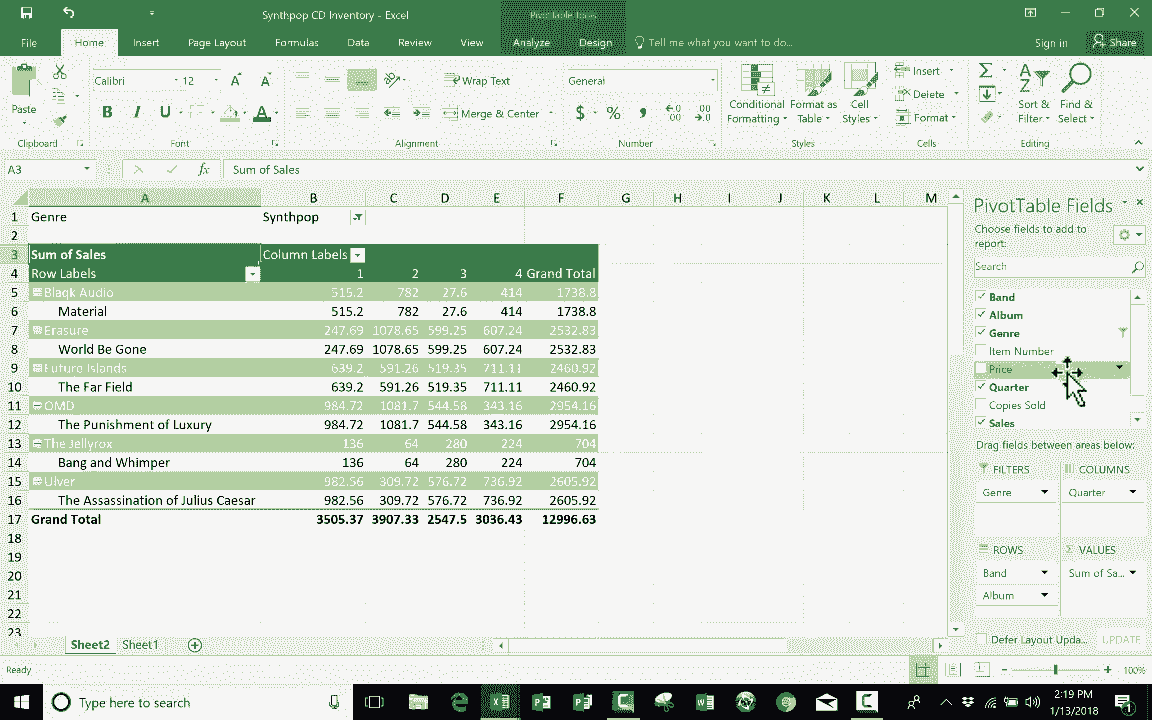 Synthpop CD Inventory - Excel
PivotTable Tools
File Home Insert Page Layout Formulas Data Review View Analyze Design Tell me what you want to do... Sign in Share
Paste
Calibri 12
B I U A
Wrap Text
Merge & Center
General
$ % ,
Conditional Formatting
Format as Table
Cell Styles
Insert
Delete
Format
Sort & Filter
Find & Select
Clipboard Font Alignment Number Styles Cells Editing
A3 fx Sum of Sales
A B C D E F G H I J K L M
1 Genre Synthpop
2
3 Sum of Sales Column Labels
4 Row Labels 1 2 3 4 Grand Total
5 Blaqk Audio 515.2 782 27.6 414 1738.8
6 Material 515.2 782 27.6 414 1738.8
7 Erasure 247.69 1078.65 599.25 607.24 2532.83
8 World Be Gone 247.69 1078.65 599.25 607.24 2532.83
9 Future Islands 639.2 591.26 519.35 711.11 2460.92
10 The Far Field 639.2 591.26 519.35 711.11 2460.92
11 OMD 984.72 1081.7 544.58 343.16 2954.16
12 The Punishment of Luxury 984.72 1081.7 544.58 343.16 2954.16
13 The Jellyrox 136 64 280 224 704
14 Bang and Whimper 136 64 280 224 704
15 Ulver 982.56 309.72 576.72 736.92 2605.92
16 The Assassination of Julius Caesar 982.56 309.72 576.72 736.92 2605.92
17 Grand Total 3505.37 3907.33 2547.5 3036.43 12996.63
18
19
20
21
22
23
PivotTable Fields
Choose fields to add to
report:
Search
Band
Album
Genre
Item Number
Price
Quarter
Copies Sold
Sales
Drag fields between areas below:
FILTERS COLUMNS
Genre Quarter
ROWS Σ VALUES
Band Sum of Sa...
Album
Defer Layout Upda... UPDATE
Sheet2 Sheet1
Ready 100%
Type here to search
2:19 PM
1/13/2018